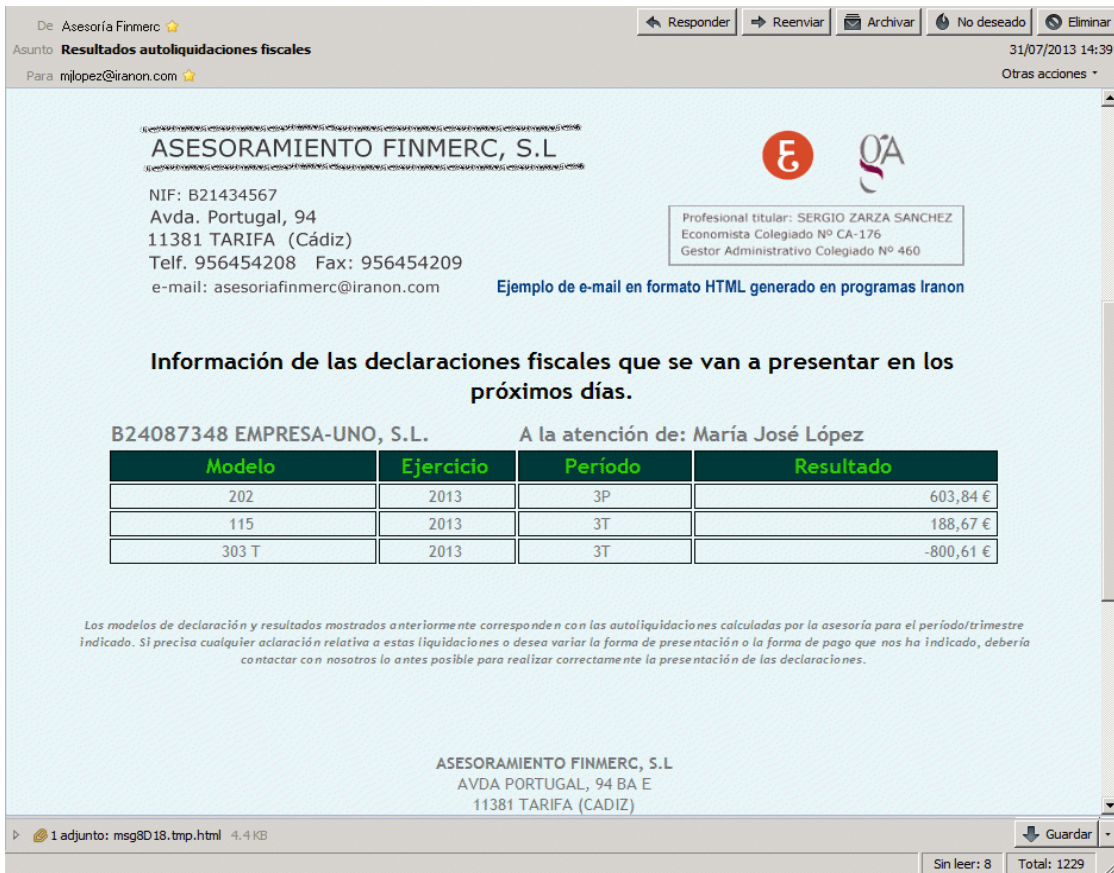 De Asesoría Finmerc
Responder Reenviar Archivar No deseado Eliminar
Asunto Resultados autoliquidaciones fiscales
31/07/2013 14:39
Para mjlopez@iranon.com
Otras acciones
ASESORAMIENTO FINMERC, S.L
NIF: B21434567
Avda. Portugal, 94
11381 TARIFA (Cádiz)
Telf. 956454208 Fax: 956454209
e-mail: asesoriafinmerc@iranon.com
gA
Profesional titular: SERGIO ZARZA SANCHEZ
Economista Colegiado Nº CA-176
Gestor Administrativo Colegiado Nº 460
Ejemplo de e-mail en formato HTML generado en programas Iranon
Información de las declaraciones fiscales que se van a presentar en los
próximos días.
B24087348 EMPRESA-UNO, S.L. A la atención de: María José López
Modelo Ejercicio Período Resultado
202 2013 3P 603,84 €
115 2013 3T 188,67 €
303 T 2013 3T -800,61 €
Los modelos de declaración y resultados mostrados anteriormente corresponden con las autoliquidaciones calculadas por la asesoría para el período/trimestre
indicado. Si precisa cualquier aclaración relativa a estas liquidaciones o desea variar la forma de presentación o la forma de pago que nos ha indicado, debería
contactar con nosotros lo antes posible para realizar correctamente la presentación de las declaraciones.
ASESORAMIENTO FINMERC, S.L
AVDA PORTUGAL, 94 BA E
11381 TARIFA (CADIZ)
1 adjunto: msg8D18.tmp.html 4.4 KB
Guardar
Sin leer: 8 Total: 1229